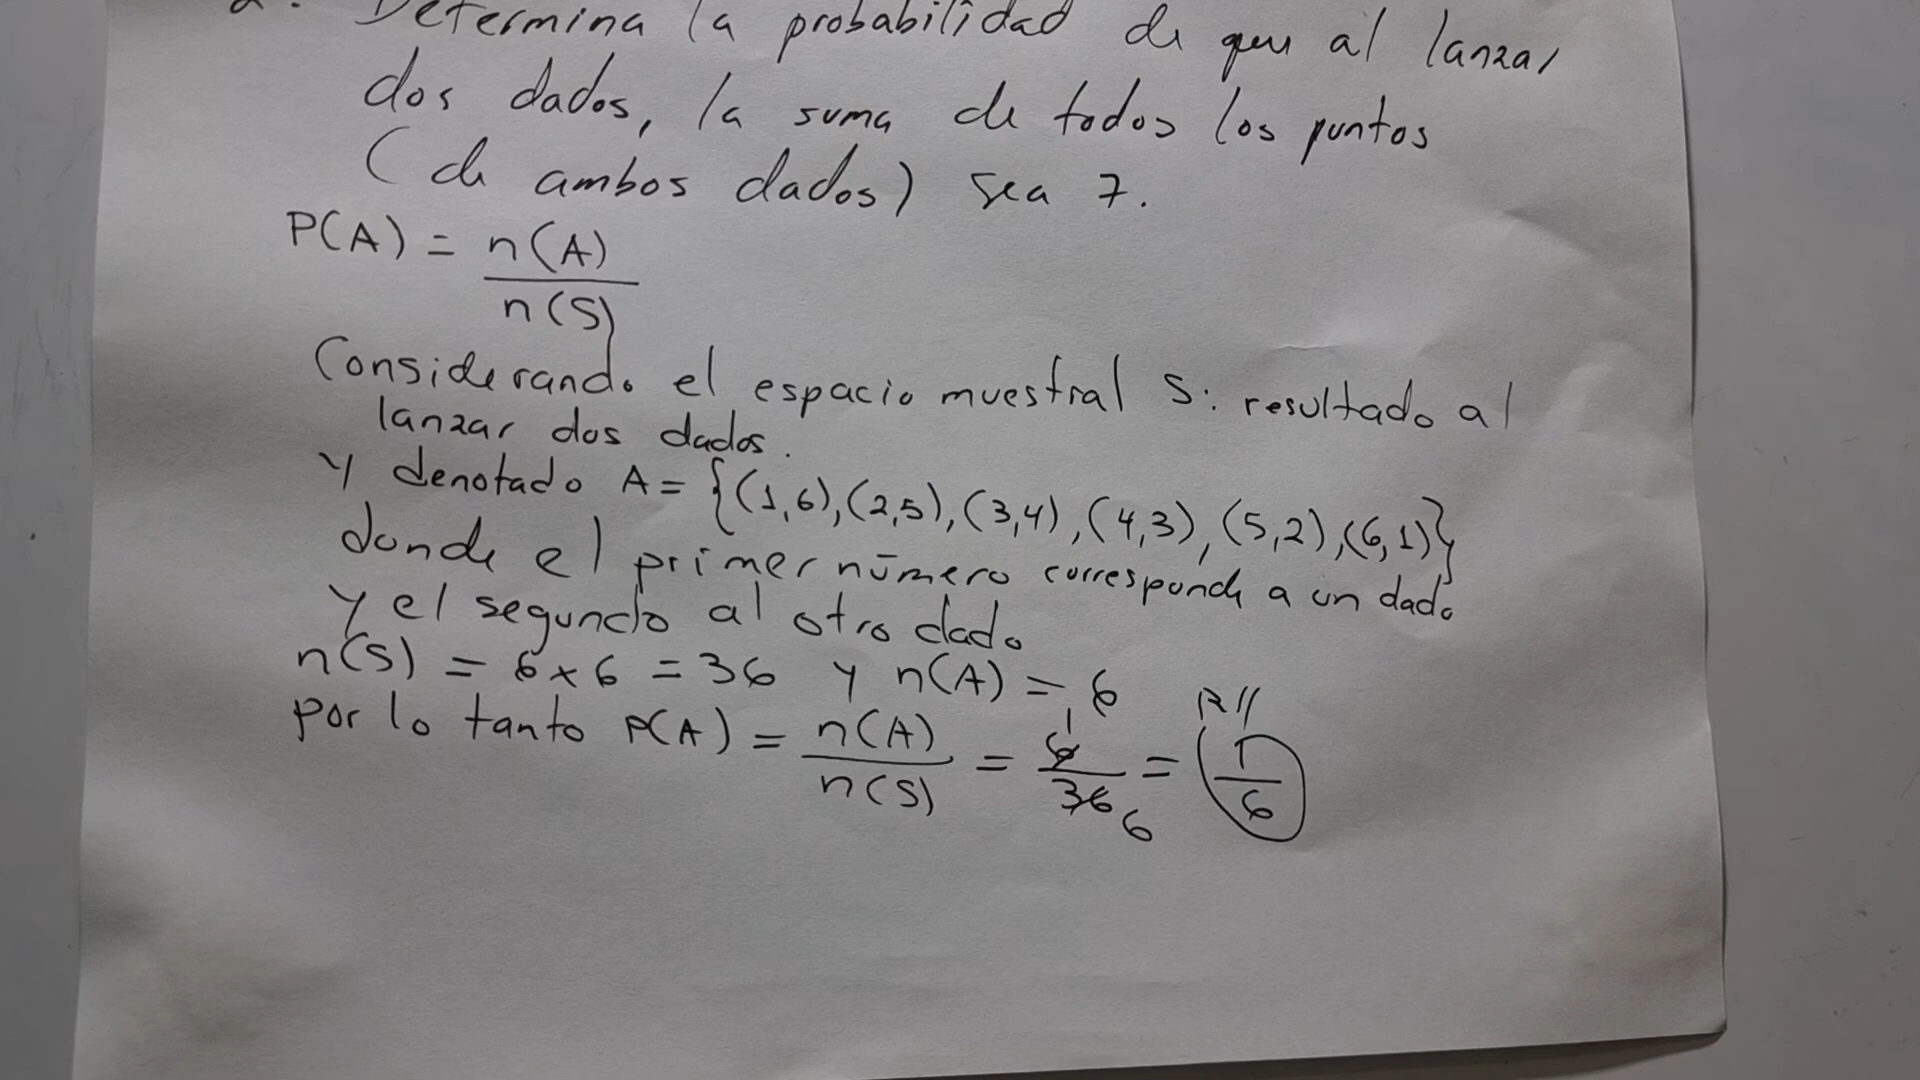 2. Determina la probabilidad de que al lanzar
dos dados, la suma de todos los puntos
(de ambos dados) sea 7.
P(A) = n(A)
n(S)
Considerando el espacio muestral S: resultado al
lanzar dos dados.
y denotado A = {(1,6),(2,5),(3,4),(4,3),(5,2),(6,1)}
donde el primer número corresponde a un dado
y el segundo al otro dado
n(S) = 6x6 = 36 y n(A) = 6
por lo tanto P(A) = n(A)/n(S) = 6/36 = 1/6
1
6
R//